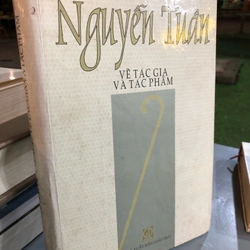 Nguyễn Tuân
VỀ TÁC GIA
VÀ TÁC PHẨM